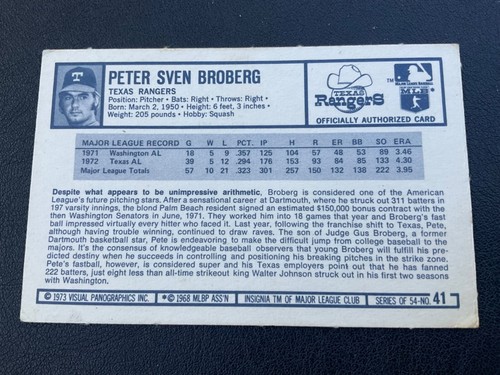 PETER SVEN BROBERG
TEXAS RANGERS
Position: Pitcher • Bats: Right • Throws: Right
Born: March 2, 1950 • Height: 6 feet, 3 inches
Weight: 205 pounds • Hobby: Squash
T
TEXAS
RANGERS
MAJOR LEAGUE BASEBALL
MLB
OFFICIALLY AUTHORIZED CARD
MAJOR LEAGUE RECORD G W L PCT. IP H R ER BB SO ERA
1971 Washington AL 18 5 9 .357 125 104 57 48 53 89 3.46
1972 Texas AL 39 5 12 .294 176 153 93 84 85 133 4.30
Major League Totals 57 10 21 .323 301 257 150 132 138 222 3.95
Despite what appears to be unimpressive arithmetic, Broberg is considered one of the American
League's future pitching stars. After a sensational career at Dartmouth, where he struck out 311 batters in
197 varsity innings, the blond Palm Beach resident signed an estimated $150,000 bonus contract with the
then Washington Senators in June, 1971. They worked him into 18 games that year and Broberg's fast
ball impressed virtually every hitter who faced it. Last year, following the franchise shift to Texas, Pete,
although having trouble winning, continued to draw raves. The son of Judge Gus Broberg, a former
Dartmouth basketball star, Pete is endeavoring to make the difficult jump from college baseball to the
majors. It's the consensus of knowledgeable baseball observers that young Broberg will fulfill his pre-
dicted destiny when he succeeds in controlling and positioning his breaking pitches in the strike zone.
Pete's fastball, however, is considered super and his Texas employers point out that he has fanned
222 batters, just eight less than all-time strikeout king Walter Johnson struck out in his first two seasons
with Washington.
© 1973 VISUAL PANOGRAPHICS INC. • © 1968 MLBP ASS'N INSIGNIA TM OF MAJOR LEAGUE CLUB SERIES OF 54-NO. 41